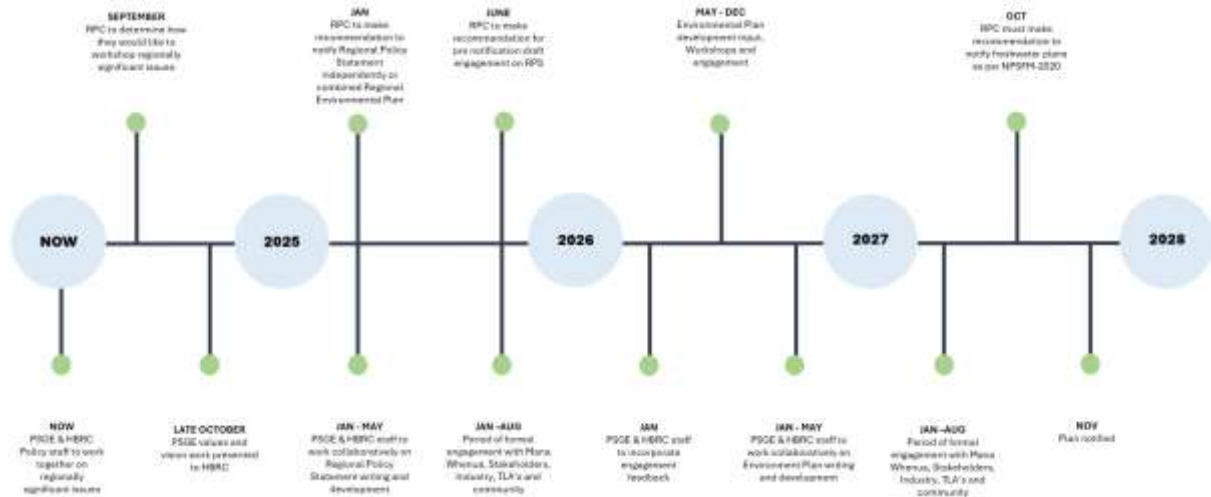 SEPTEMBER
RPC to determine how
they would like to
workshop regionally
significant issues
JAN
RPC to make
recommendation to
notify Regional Policy
Statement
independently or
combined Regional
Environmental Plan
JUNE
RPC to make
recommendation for
pre notification draft
engagement on RPS
MAY - DEC
Environmental Plan
development input,
Workshops and
engagement
OCT
RPC must make
recommendation to
notify freshwater plans
as per NPSFM-2020
NOW
2025
2026
2027
2028
NOW
PSGE & HBRC
Policy staff to work
together on
regionally
significant issues
LATE OCTOBER
PSGE values and
vision work presented
to HBRC
JAN - MAY
PSGE & HBRC staff to
work collaboratively on
Regional Policy
Statement writing and
development
JAN -AUG
Period of formal
engagement with Mana
Whenua, Stakeholders,
Industry, TLA's and
community
JAN
PSGE & HBRC staff
to incorporate
engagement
feedback
JAN - MAY
PSGE & HBRC staff to
work collaboratively on
Environment Plan writing
and development
JAN -AUG
Period of formal
engagement with Mana
Whenua, Stakeholders,
Industry, TLA's and
community
NOV
Plan notified